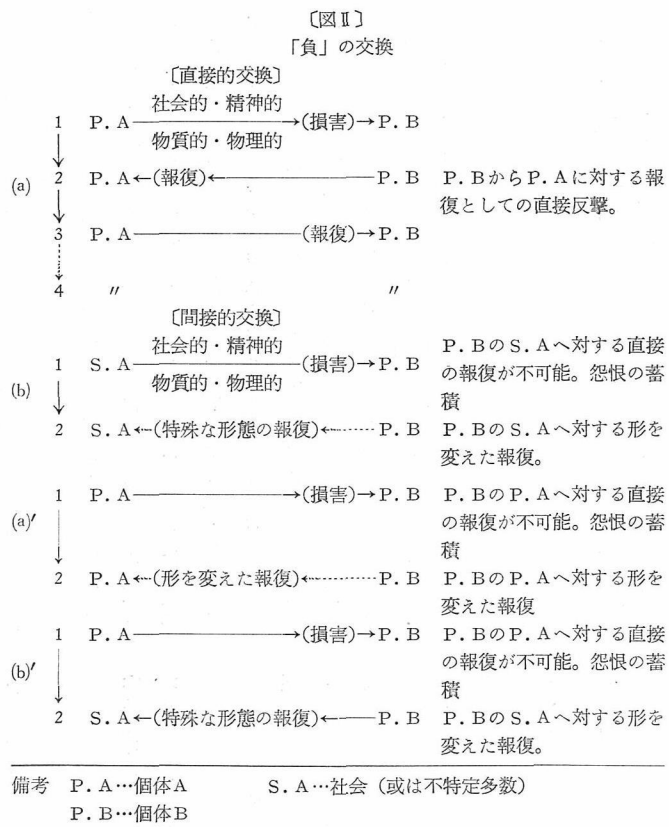 〔図Ⅱ〕
「負」の交換
〔直接的交換〕
社会的・精神的
1 P. A→(損害)→P. B
物質的・物理的
(a)
2 P. A←(報復)←P. B P. BからP. Aに対する報
復としての直接反撃。
3 P. A(報復)→P. B
4 〃 〃
〔間接的交換〕
社会的・精神的
1 S. A(損害)→P. B P. BのS. Aへ対する直接
物質的・物理的 の報復が不可能。怨恨の蓄
(b) 積
2 S. A←(特殊な形態の報復)←P. B P. BのS. Aへ対する形を
変えた報復。
1 P. A→(損害)→P. B P. BのP. Aへ対する直接
(a)′ の報復が不可能。怨恨の蓄
積
2 P. A←(形を変えた報復)←P. B P. BのP. Aへ対する形を
変えた報復
1 P. A→(損害)→P. B P. BのP. Aへ対する直接
(b)′ の報復が不可能。怨恨の蓄
積
2 S. A←(特殊な形態の報復)←P. B P. BのS. Aへ対する形を
変えた報復。
備考 P. A…個体A S. A…社会（或は不特定多数）
P. B…個体B